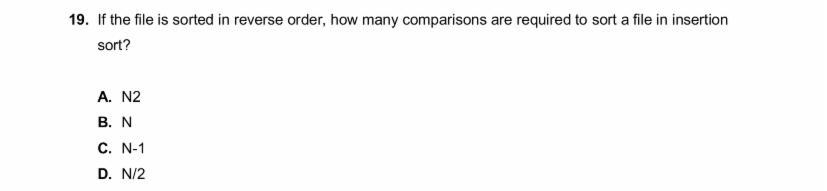 19. If the file is sorted in reverse order, how many comparisons are required to sort a file in insertion
sort?
A. N2
B. N
C. N-1
D. N/2